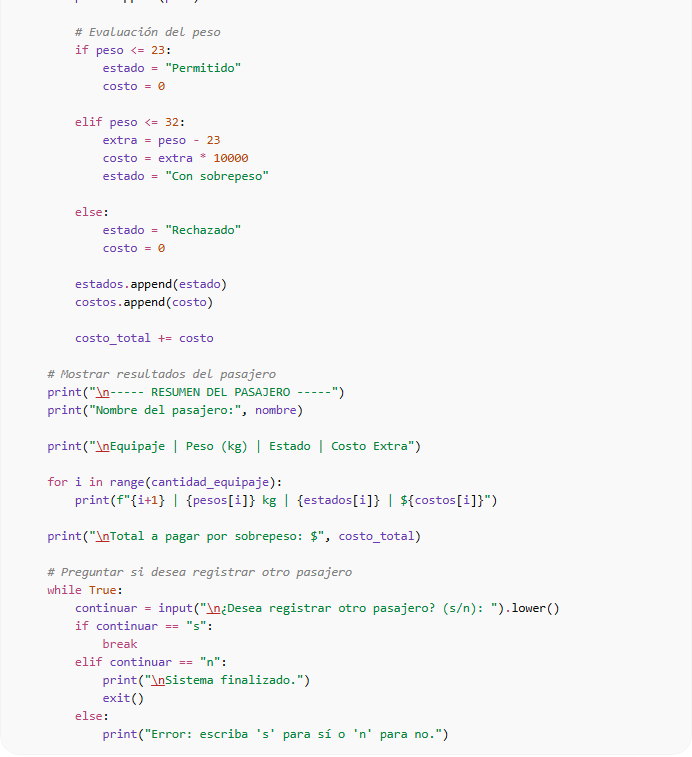 # Evaluación del peso
if peso <= 23:
estado = "Permitido"
costo = 0
elif peso <= 32:
extra = peso - 23
costo = extra * 10000
estado = "Con sobrepeso"
else:
estado = "Rechazado"
costo = 0
estados.append(estado)
costos.append(costo)
costo_total += costo
# Mostrar resultados del pasajero
print("\n----- RESUMEN DEL PASAJERO -----")
print("Nombre del pasajero:", nombre)
print("\nEquipaje | Peso (kg) | Estado | Costo Extra")
for i in range(cantidad_equipaje):
print(f"{i+1} | {pesos[i]} kg | {estados[i]} | ${costos[i]}")
print("\nTotal a pagar por sobrepeso: $", costo_total)
# Preguntar si desea registrar otro pasajero
while True:
continuar = input("\n¿Desea registrar otro pasajero? (s/n): ").lower()
if continuar == "s":
break
elif continuar == "n":
print("\nSistema finalizado.")
exit()
else:
print("Error: escriba 's' para sí o 'n' para no.")